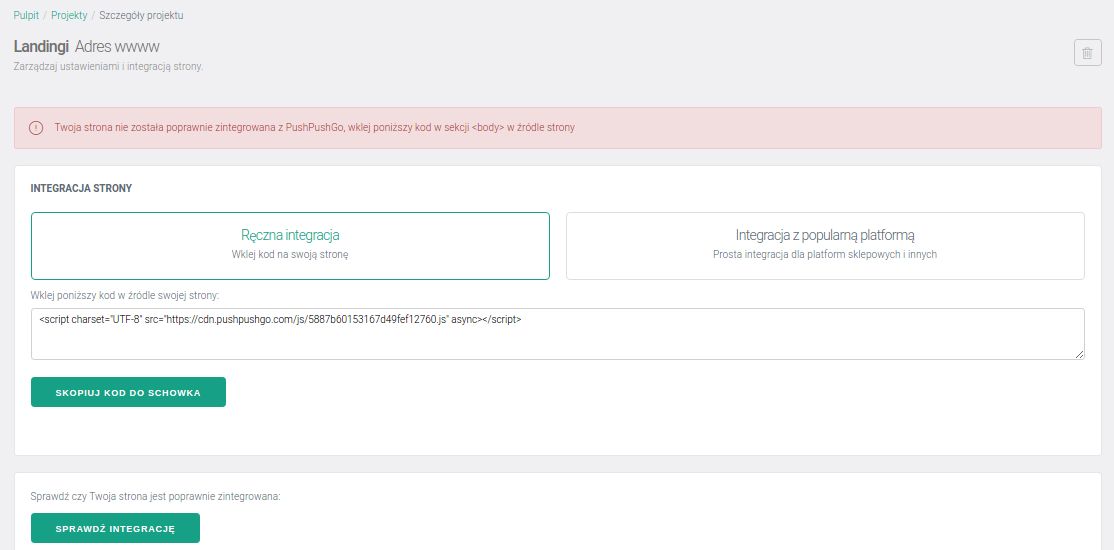 Pulpit / Projekty / Szczegóły projektu
Landingi Adres wwww
Zarządzaj ustawieniami i integracją strony.
Twoja strona nie została poprawnie zintegrowana z PushPushGo, wklej poniższy kod w sekcji <body> w źródle strony
INTEGRACJA STRONY
Ręczna integracja
Wklej kod na swoją stronę
Integracja z popularną platformą
Prosta integracja dla platform sklepowych i innych
Wklej poniższy kod w źródle swojej strony:
<script charset="UTF-8" src="https://cdn.pushpushgo.com/js/5887b60153167d49fef12760.js" async></script>
SKOPIUJ KOD DO SCHOWKA
Sprawdź czy Twoja strona jest poprawnie zintegrowana:
SPRAWDŹ INTEGRACJĘ